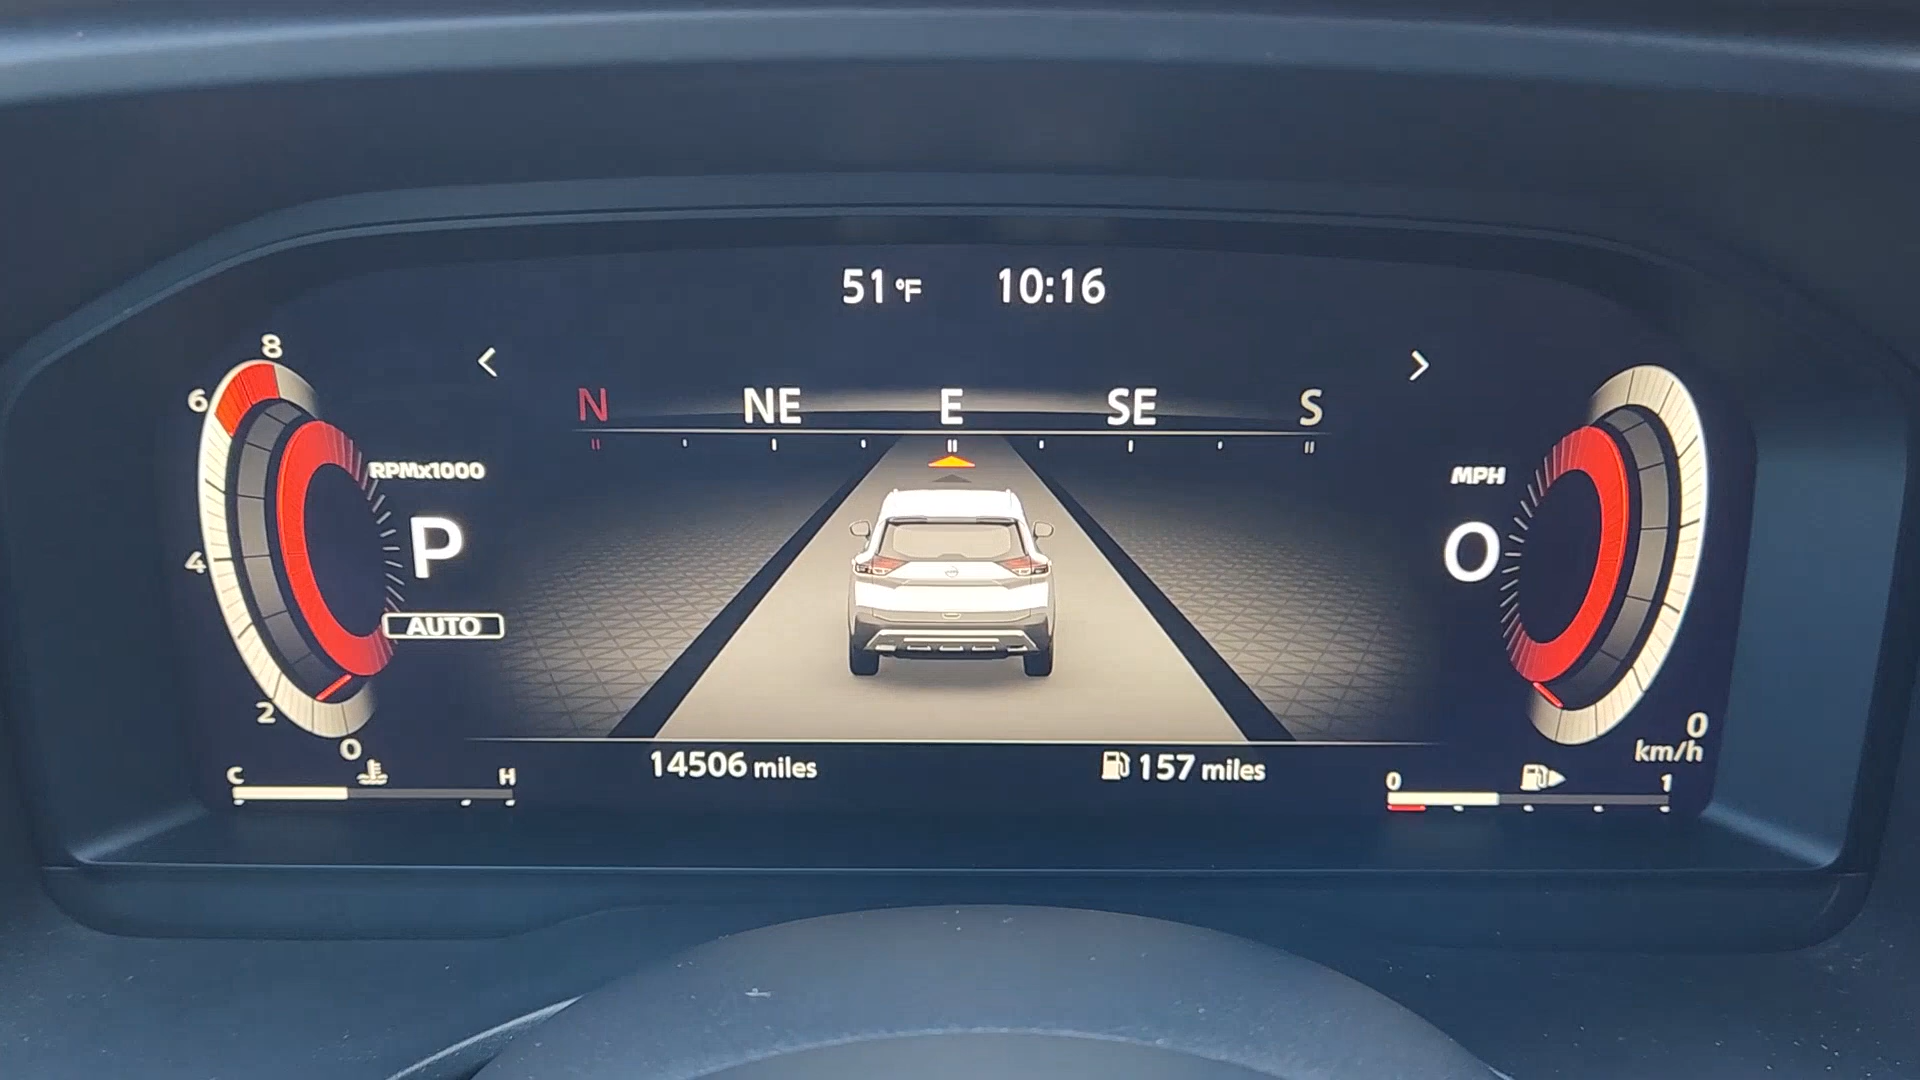 51 °F 10:16
< >
N NE E SE S
8
6
RPMx1000
MPH
P
0
4
AUTO
2
0
0
km/h
C H
14506 miles
157 miles
0 1